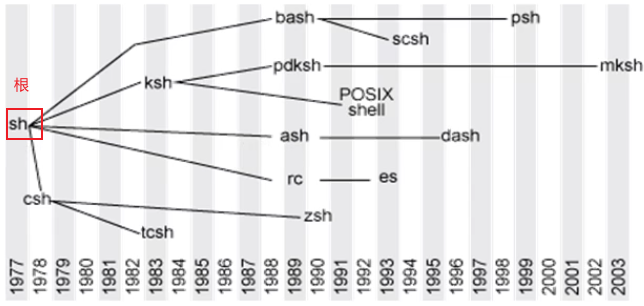 bash
psh
scsh
pdksh
mksh
根
ksh
POSIX
shell
sh
ash
dash
rc
es
csh
zsh
tcsh
1977 1978 1979 1980 1981 1982 1983 1984 1985 1986 1987 1988 1989 1990 1991 1992 1993 1994 1995 1996 1997 1998 1999 2000 2001 2002 2003